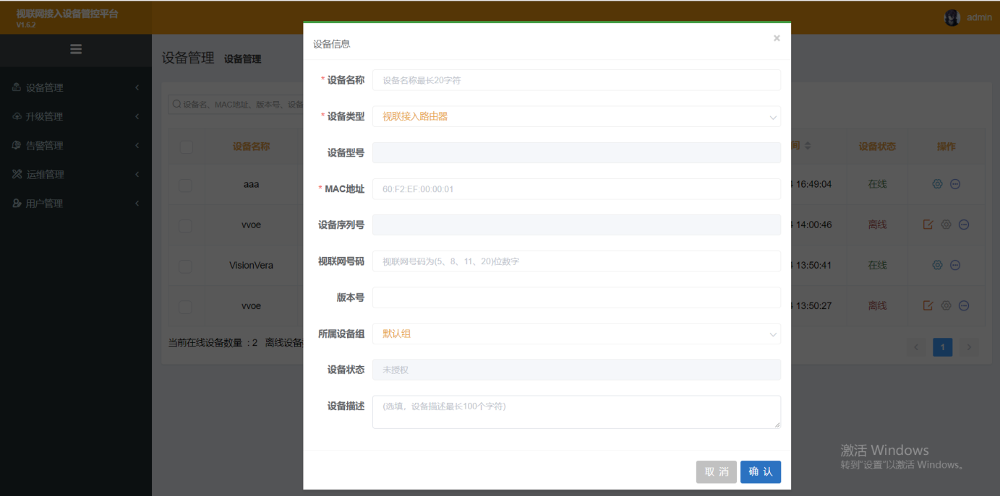 视联网接入设备管控平台
V1.6.2
admin
设备管理
升级管理
告警管理
运维管理
用户管理
设备管理 设备管理
设备名、MAC地址、版本号、设备
设备名称 间 设备状态 操作
aaa 16:49:04 在线
vvoe 14:00:46 离线
VisionVera 13:50:41 在线
vvoe 13:50:27 离线
当前在线设备数量 : 2 离线设备
1
设备信息 ×
* 设备名称 设备名称最长20字符
* 设备类型 视联接入路由器
设备型号
* MAC地址 60:F2:EF:00:00:01
设备序列号
视联网号码 视联网号码为(5、8、11、20)位数字
版本号
所属设备组 默认组
设备状态 未授权
设备描述 (选填，设备描述最长100个字符)
取 消 确 认
激活 Windows
转到"设置"以激活 Windows。